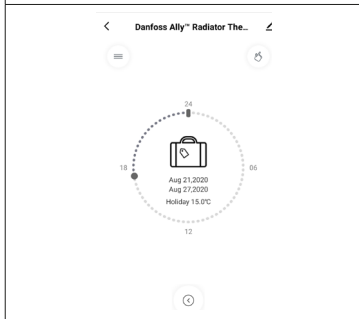 Danfoss Ally™ Radiator The...
24
18
06
Aug 21,2020
Aug 27,2020
Holiday 15.0℃
12